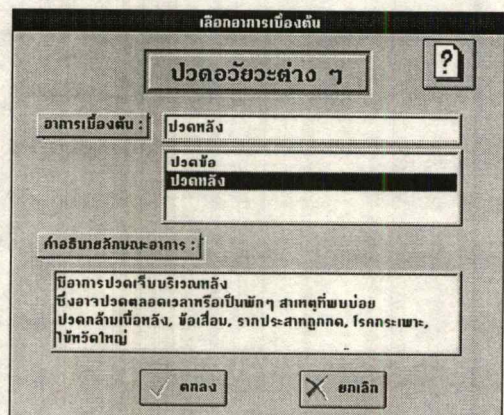 เลือกอาการเบื้องต้น
ปวดอวัยวะต่าง ๆ
?
อาการเบื้องต้น :
ปวดหลัง
ปวดข้อ
ปวดหลัง
คำอธิบายลักษณะอาการ :
มีอาการปวดเจ็บบริเวณหลัง
ซึ่งอาจปวดตลอดเวลาหรือเป็นพักๆ สาเหตุที่พบบ่อย
ปวดกล้ามเนื้อหลัง, ข้อเสื่อม, รากประสาทถูกกด, โรคกระเพาะ,
ไข้หวัดใหญ่
ตกลง
ยกเลิก